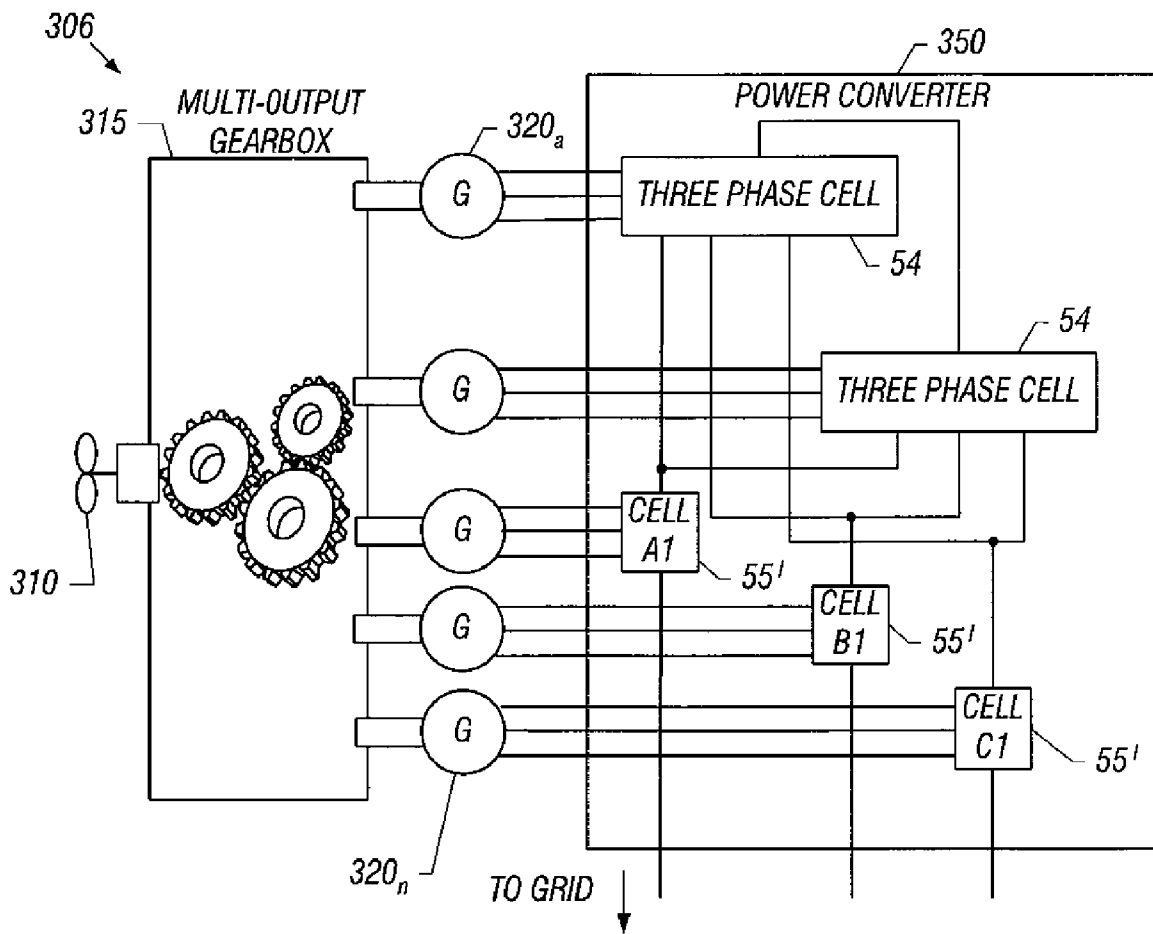 306
350
MULTI-OUTPUT
GEARBOX
315
320a
POWER CONVERTER
G
THREE PHASE CELL
54
54
G
THREE PHASE CELL
310
G
CELL
A1
55'
G
CELL
B1
55'
G
CELL
C1
55'
320n
TO GRID